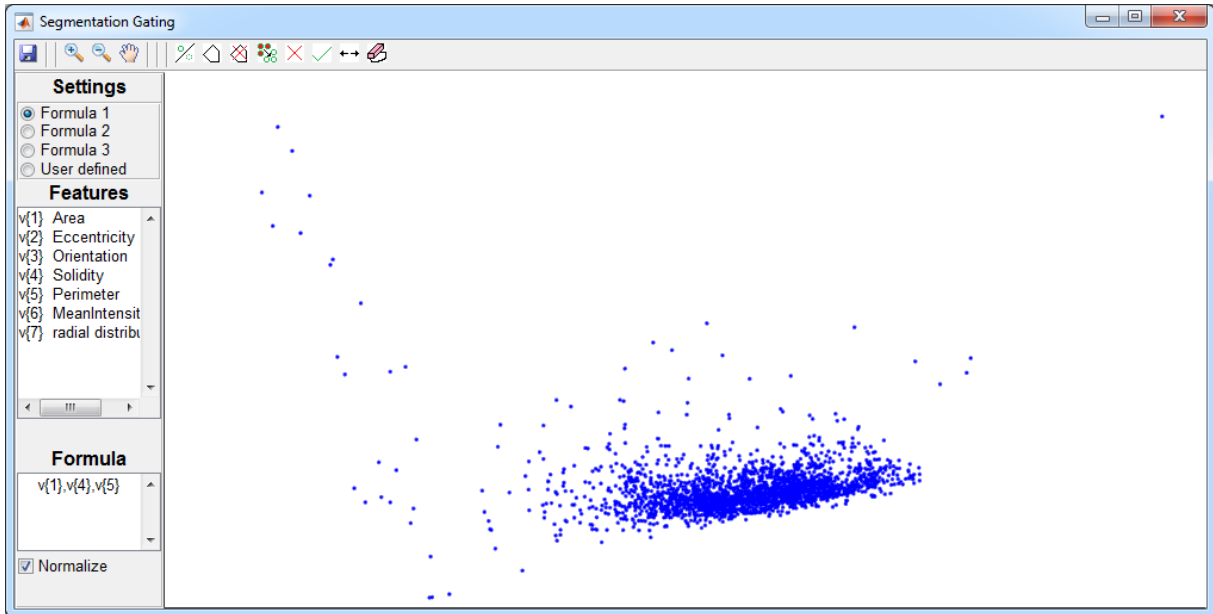 Segmentation Gating
Settings
Formula 1
Formula 2
Formula 3
User defined
Features
v{1} Area
v{2} Eccentricity
v{3} Orientation
v{4} Solidity
v{5} Perimeter
v{6} MeanIntensit
v{7} radial distribu
Formula
v{1},v{4},v{5}
Normalize